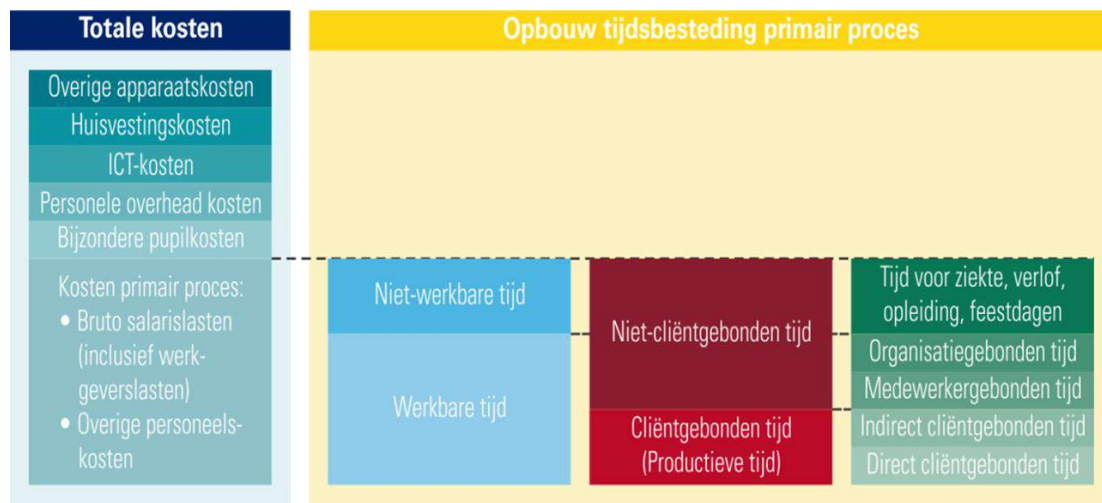 Totale kosten
Overige apparaatskosten
Huisvestingskosten
ICT-kosten
Personele overhead kosten
Bijzondere pupilkosten
Kosten primair proces:
• Bruto salarislasten
(inclusief werk-
geverslasten)
• Overige personeels-
kosten
Opbouw tijdsbesteding primair proces
Niet-werkbare tijd
Werkbare tijd
Niet-cliëntgebonden tijd
Cliëntgebonden tijd
(Productieve tijd)
Tijd voor ziekte, verlof,
opleiding, feestdagen
Organisatiegebonden tijd
Medewerkergebonden tijd
Indirect cliëntgebonden tijd
Direct cliëntgebonden tijd